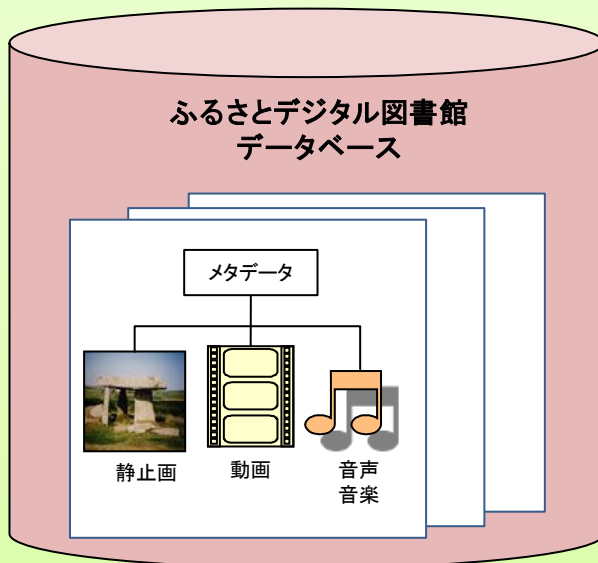 ふるさとデジタル図書館
データベース
メタデータ
静止画
動画
音声
音楽